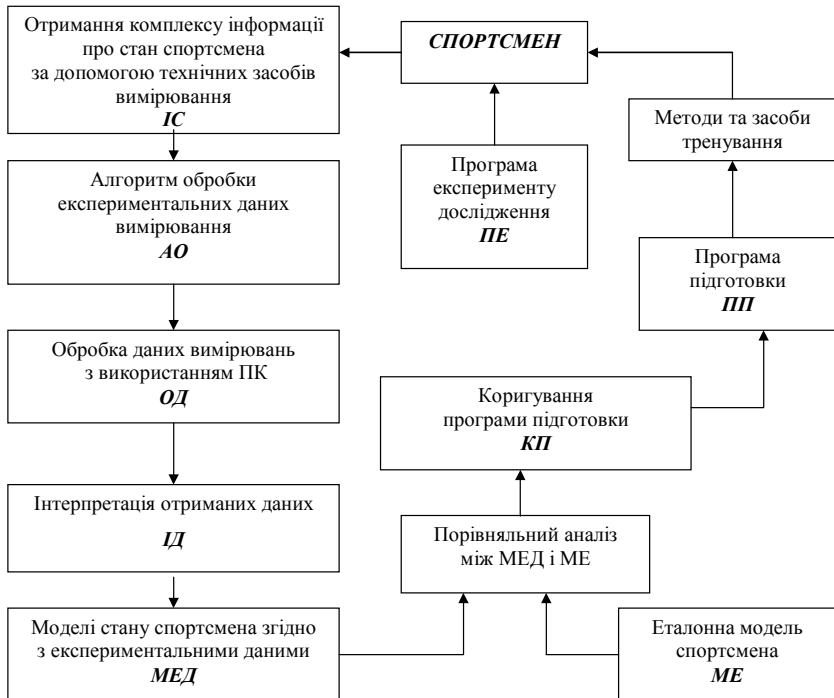 Отримання комплексу інформації
про стан спортсмена
за допомогою технічних засобів
вимірювання
ІС
СПОРТСМЕН
Методи та засоби
тренування
Алгоритм обробки
експериментальних даних
вимірювання
АО
Програма
експерименту
дослідження
ПЕ
Програма
підготовки
ПП
Обробка даних вимірювань
з використанням ПК
ОД
Коригування
програми підготовки
КП
Інтерпретація отриманих даних
ІД
Порівняльний аналіз
між МЕД і МЕ
Моделі стану спортсмена згідно
з експериментальними даними
МЕД
Еталонна модель
спортсмена
МЕ